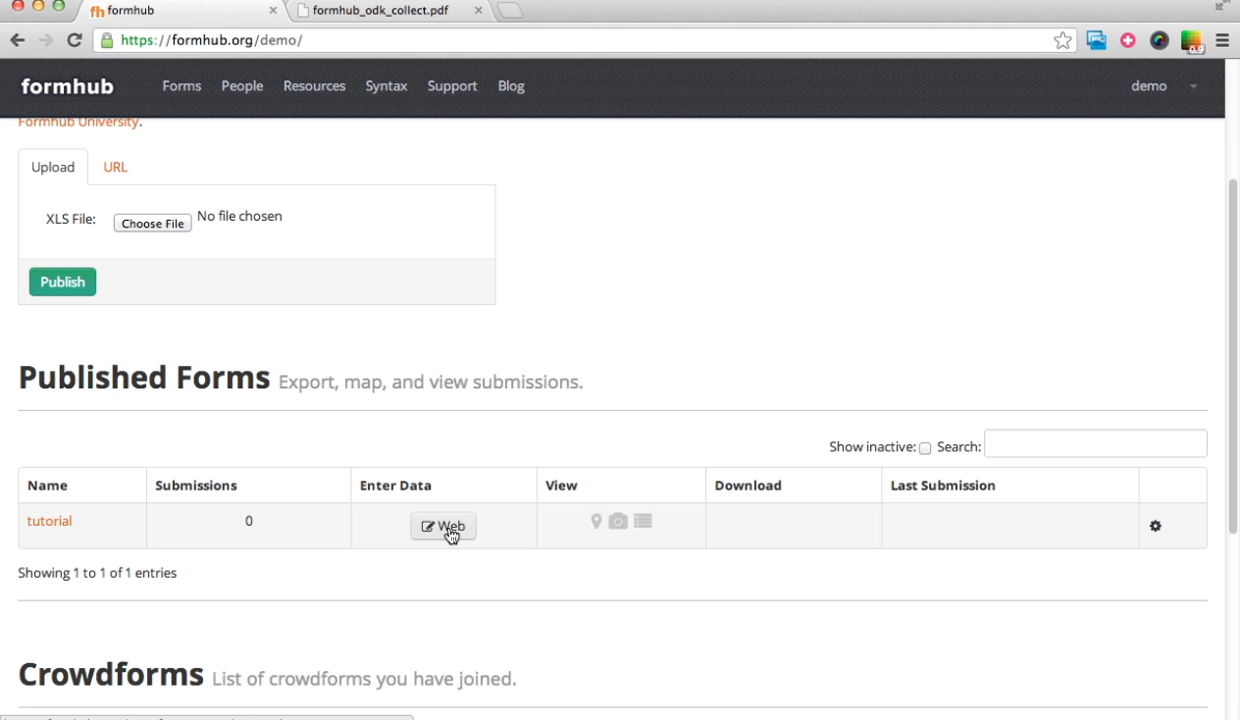 formhub
formhub_odk_collect.pdf
https://formhub.org/demo/
0.9
formhub Forms People Resources Syntax Support Blog demo
Formhub University.
Upload URL
XLS File: Choose File No file chosen
Publish
Published Forms Export, map, and view submissions.
Show inactive: Search:
Name Submissions Enter Data View Download Last Submission
tutorial 0 Web
Showing 1 to 1 of 1 entries
Crowdforms List of crowdforms you have joined.